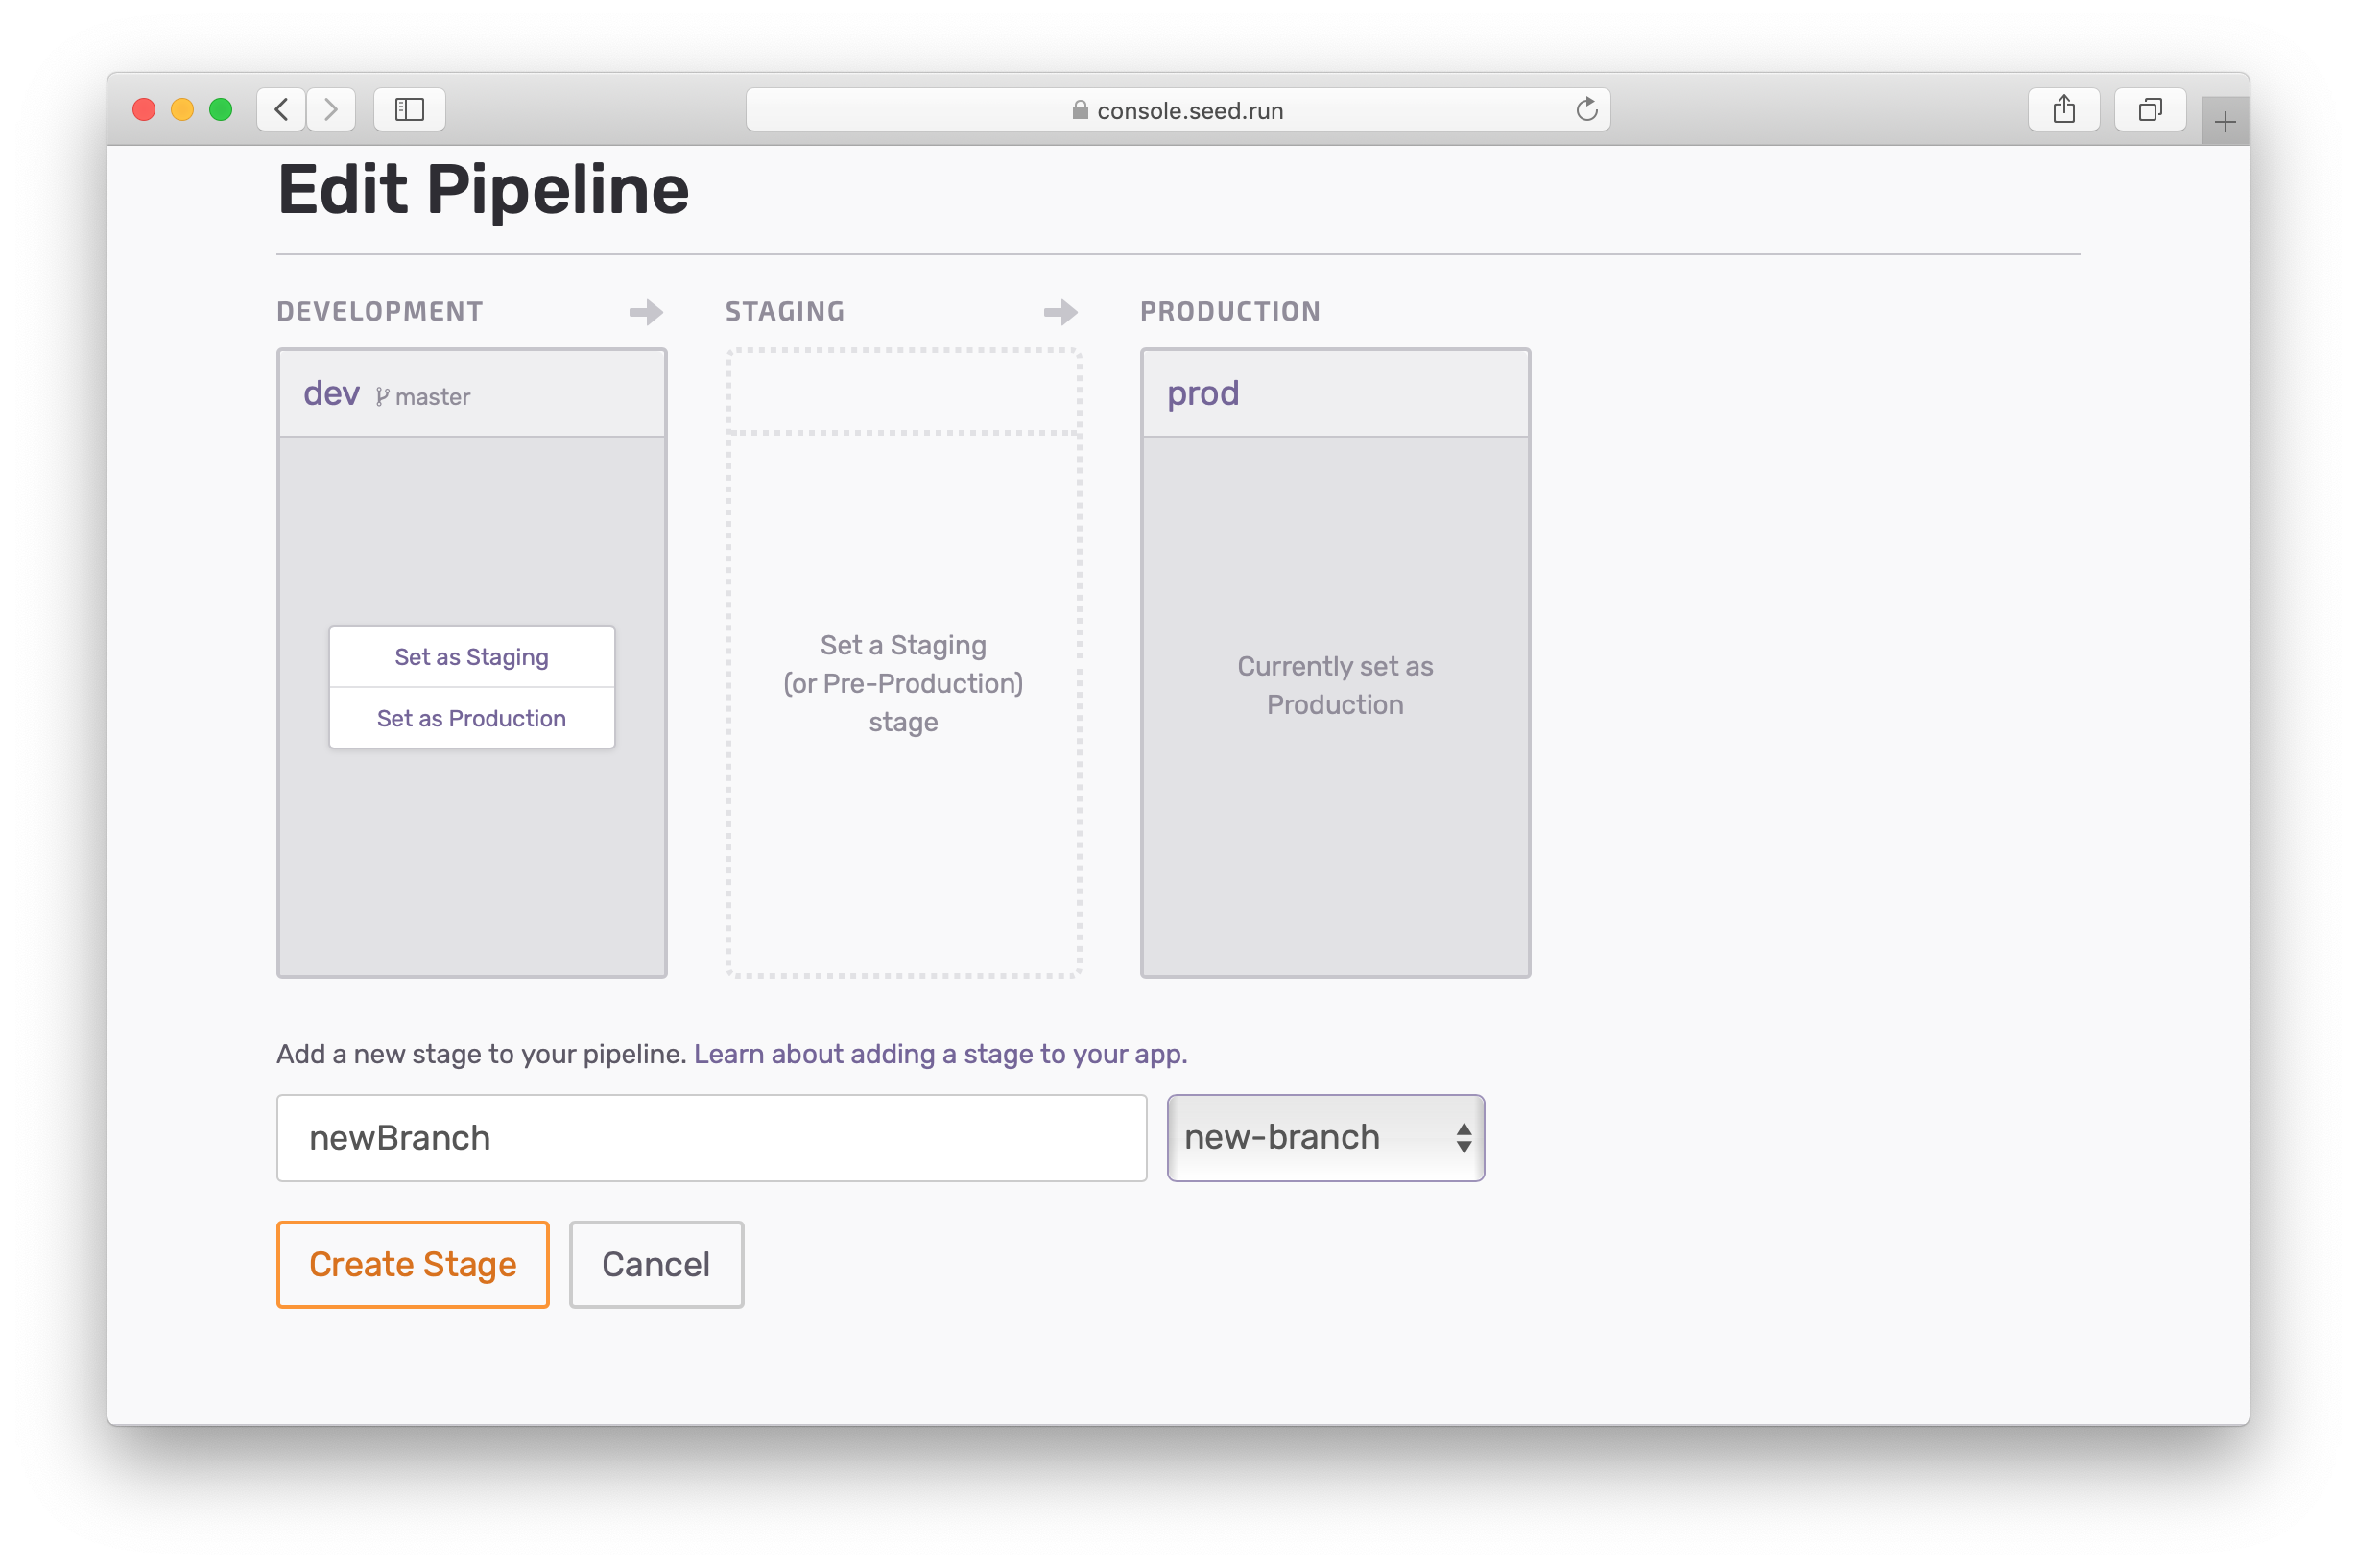 console.seed.run
Edit Pipeline
DEVELOPMENT
STAGING
PRODUCTION
dev master
prod
Set as Staging
Set as Production
Set a Staging
(or Pre-Production)
stage
Currently set as
Production
Add a new stage to your pipeline. Learn about adding a stage to your app.
newBranch
new-branch
Create Stage
Cancel